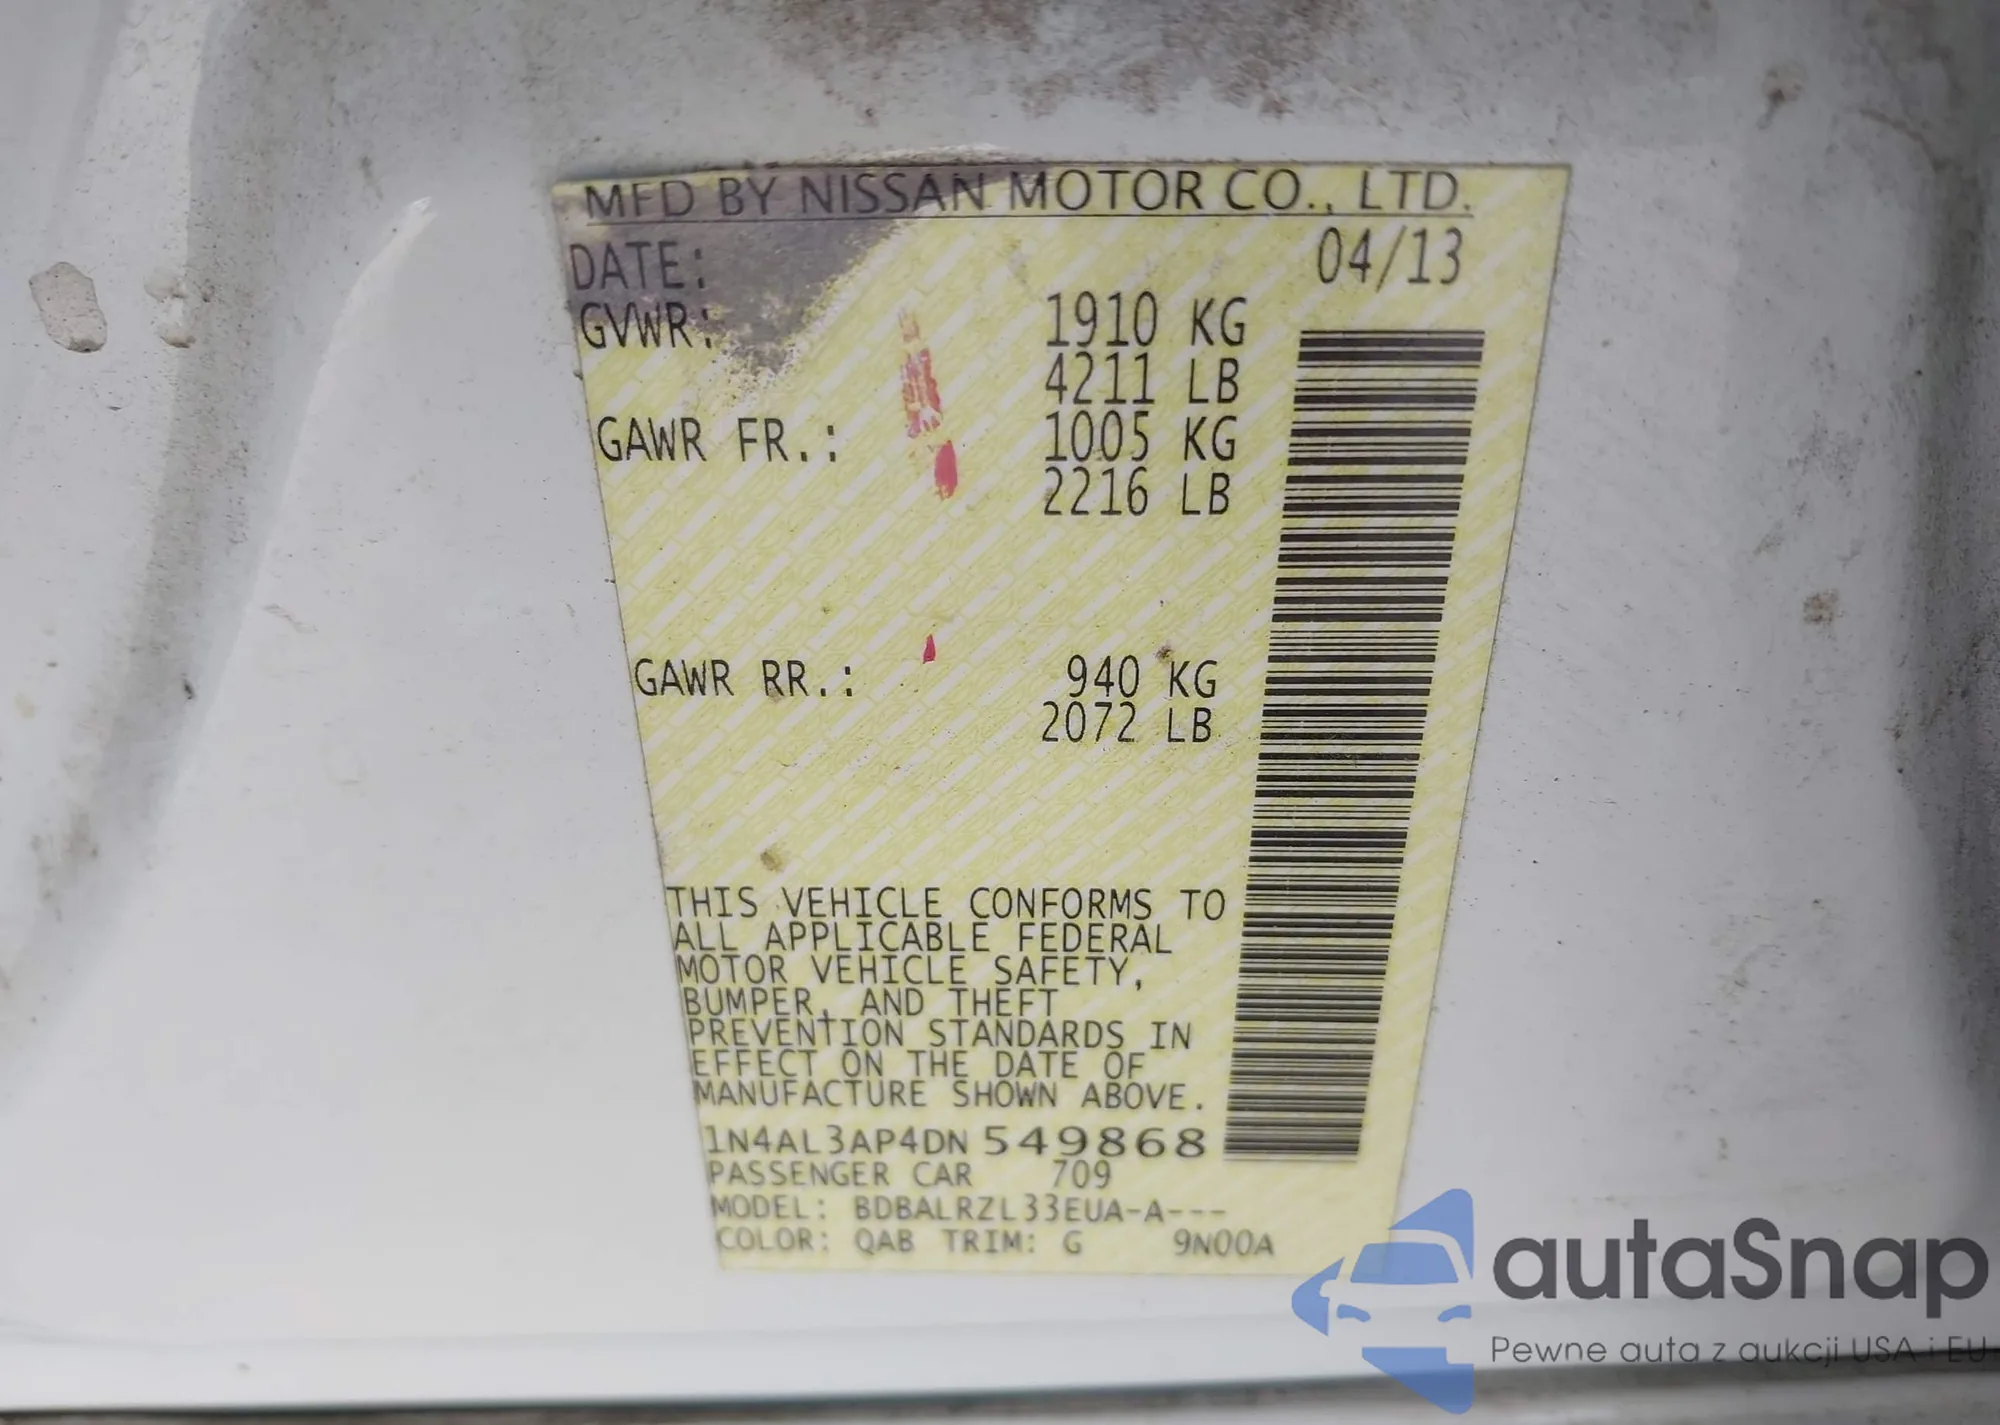 MFD BY NISSAN MOTOR CO., LTD.
DATE: 04/13
GVWR: 1910 KG
4211 LB
GAWR FR.: 1005 KG
2216 LB
GAWR RR.: 940 KG
2072 LB
THIS VEHICLE CONFORMS TO
ALL APPLICABLE FEDERAL
MOTOR VEHICLE SAFETY,
BUMPER, AND THEFT
PREVENTION STANDARDS IN
EFFECT ON THE DATE OF
MANUFACTURE SHOWN ABOVE.
1N4AL3AP4DN549868
PASSENGER CAR 709
MODEL: BDBALRZL33EUA-A---
COLOR: QAB TRIM: G 9N00A
autaSnap
Pewne auta z aukcji USA i EU